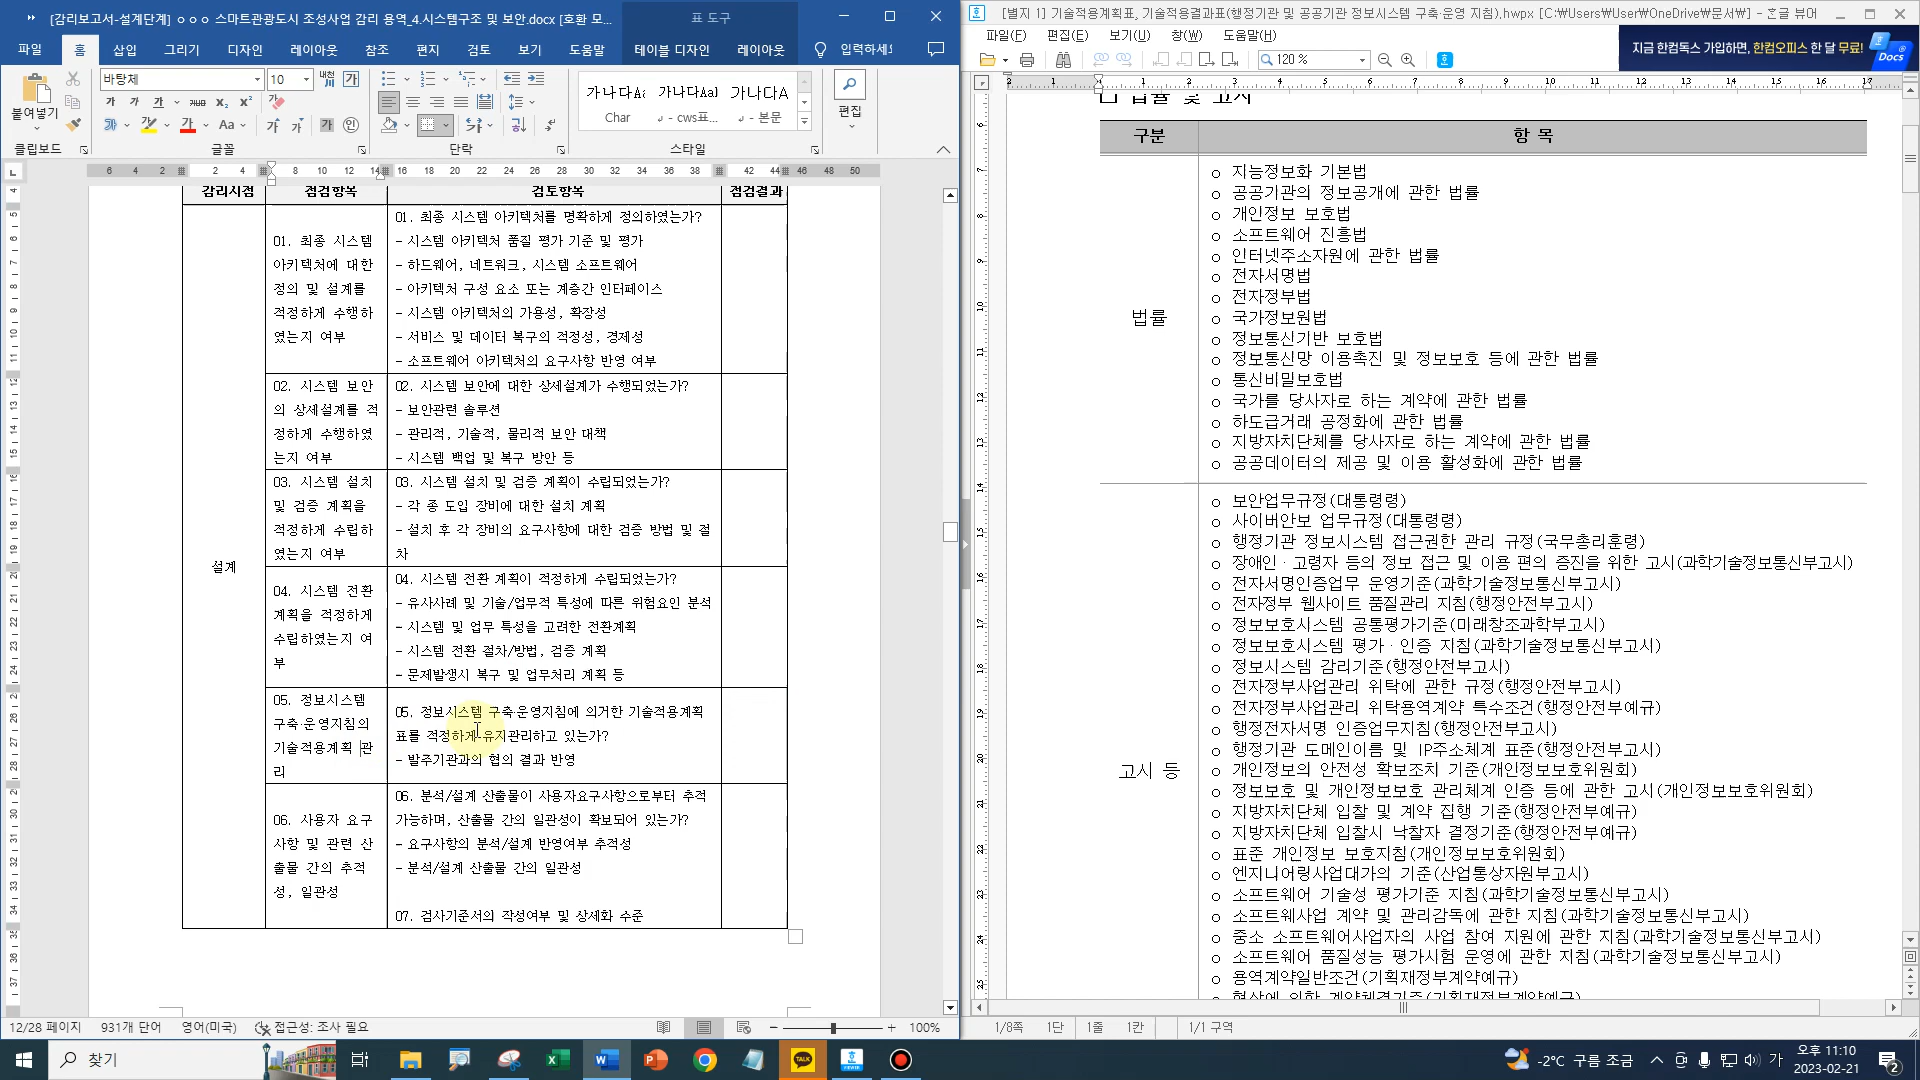 [감리보고서-설계단계] ㅇㅇㅇ 스마트관광도시 조성사업 감리 용역_4.시스템구조 및 보안.docx [호환 모...
표 도구
파일 홈 삽입 그리기 디자인 레이아웃 참조 편지 검토 보기 도움말 테이블 디자인 레이아웃
바탕체 10
붙여넣기
가나다
Char
가나다
- cws표...
가나다
- 본문
편집
클립보드 글꼴 단락 스타일
감리시점 점검항목 검토항목 점검결과
설계
01. 최종 시스템
아키텍처에 대한
정의 및 설계를
적정하게 수행하
였는지 여부
01. 최종 시스템 아키텍처를 명확하게 정의하였는가?
- 시스템 아키텍처 품질 평가 기준 및 평가
- 하드웨어, 네트워크, 시스템 소프트웨어
- 아키텍처 구성 요소 또는 계층간 인터페이스
- 시스템 아키텍처의 가용성, 확장성
- 서비스 및 데이터 복구의 적정성, 경제성
- 소프트웨어 아키텍처의 요구사항 반영 여부
02. 시스템 보안
의 상세설계를 적
정하게 수행하였
는지 여부
02. 시스템 보안에 대한 상세설계가 수행되었는가?
- 보안관련 솔루션
- 관리적, 기술적, 물리적 보안 대책
- 시스템 백업 및 복구 방안 등
03. 시스템 설치
및 검증 계획을
적정하게 수립하
였는지 여부
03. 시스템 설치 및 검증 계획이 수립되었는가?
- 각 종 도입 장비에 대한 설치 계획
- 설치 후 각 장비의 요구사항에 대한 검증 방법 및 절
차
04. 시스템 전환
계획을 적정하게
수립하였는지 여
부
04. 시스템 전환 계획이 적정하게 수립되었는가?
- 유사사례 및 기술/업무적 특성에 따른 위험요인 분석
- 시스템 및 업무 특성을 고려한 전환계획
- 시스템 전환 절차/방법, 검증 계획
- 문제발생시 복구 및 업무처리 계획 등
05. 정보시스템
구축·운영지침의
기술적용계획 관
리
05. 정보시스템 구축·운영지침에 의거한 기술적용계획
표를 적정하게 유지관리하고 있는가?
- 발주기관과의 협의 결과 반영
06. 사용자 요구
사항 및 관련 산
출물 간의 추적
성, 일관성
06. 분석/설계 산출물이 사용자요구사항으로부터 추적
가능하며, 산출물 간의 일관성이 확보되어 있는가?
- 요구사항의 분석/설계 반영여부 추적성
- 분석/설계 산출물 간의 일관성
07. 검사기준서의 작성여부 및 상세화 수준
12/28 페이지 931개 단어 영어(미국) 접근성: 조사 필요 100%
[별지 1] 기술적용계획표, 기술적용결과표(행정기관 및 공공기관 정보시스템 구축·운영 지침).hwpx [C:₩Users₩User₩OneDrive₩문서₩] - 한글 뷰어
파일(F) 편집(E) 보기(U) 창(W) 도움말(H)
지금 한컴독스 가입하면, 한컴오피스 한 달 무료!
Docs
120 %
□ 법률 및 고시
구분 항 목
법률
o 지능정보화 기본법
o 공공기관의 정보공개에 관한 법률
o 개인정보 보호법
o 소프트웨어 진흥법
o 인터넷주소자원에 관한 법률
o 전자서명법
o 전자정부법
o 국가정보원법
o 정보통신기반 보호법
o 정보통신망 이용촉진 및 정보보호 등에 관한 법률
o 통신비밀보호법
o 국가를 당사자로 하는 계약에 관한 법률
o 하도급거래 공정화에 관한 법률
o 지방자치단체를 당사자로 하는 계약에 관한 법률
o 공공데이터의 제공 및 이용 활성화에 관한 법률
고시 등
o 보안업무규정(대통령령)
o 사이버안보 업무규정(대통령령)
o 행정기관 정보시스템 접근권한 관리 규정(국무총리훈령)
o 장애인·고령자 등의 정보 접근 및 이용 편의 증진을 위한 고시(과학기술정보통신부고시)
o 전자서명인증업무 운영기준(과학기술정보통신부고시)
o 전자정부 웹사이트 품질관리 지침(행정안전부고시)
o 정보보호시스템 공통평가기준(미래창조과학부고시)
o 정보보호시스템 평가·인증 지침(과학기술정보통신부고시)
o 정보시스템 감리기준(행정안전부고시)
o 전자정부사업관리 위탁에 관한 규정(행정안전부고시)
o 전자정부사업관리 위탁용역계약 특수조건(행정안전부예규)
o 행정전자서명 인증업무지침(행정안전부고시)
o 행정기관 도메인이름 및 IP주소체계 표준(행정안전부고시)
o 개인정보의 안전성 확보조치 기준(개인정보보호위원회)
o 정보보호 및 개인정보보호 관리체계 인증 등에 관한 고시(개인정보보호위원회)
o 지방자치단체 입찰 및 계약 집행 기준(행정안전부예규)
o 지방자치단체 입찰시 낙찰자 결정기준(행정안전부예규)
o 표준 개인정보 보호지침(개인정보보호위원회)
o 엔지니어링사업대가의 기준(산업통상자원부고시)
o 소프트웨어 기술성 평가기준 지침(과학기술정보통신부고시)
o 소프트웨사업 계약 및 관리감독에 관한 지침(과학기술정보통신부고시)
o 중소 소프트웨어사업자의 사업 참여 지원에 관한 지침(과학기술정보통신부고시)
o 소프트웨어 품질성능 평가시험 운영에 관한 지침(과학기술정보통신부고시)
o 용역계약일반조건(기획재정부계약예규)
o 협상에 의한 계약체결기준(기획재정부계약예규)
1/8쪽 1단 1줄 1칸 1/1 구역
찾기
-2°C 구름 조금
가
오후 11:10
2023-02-21
2